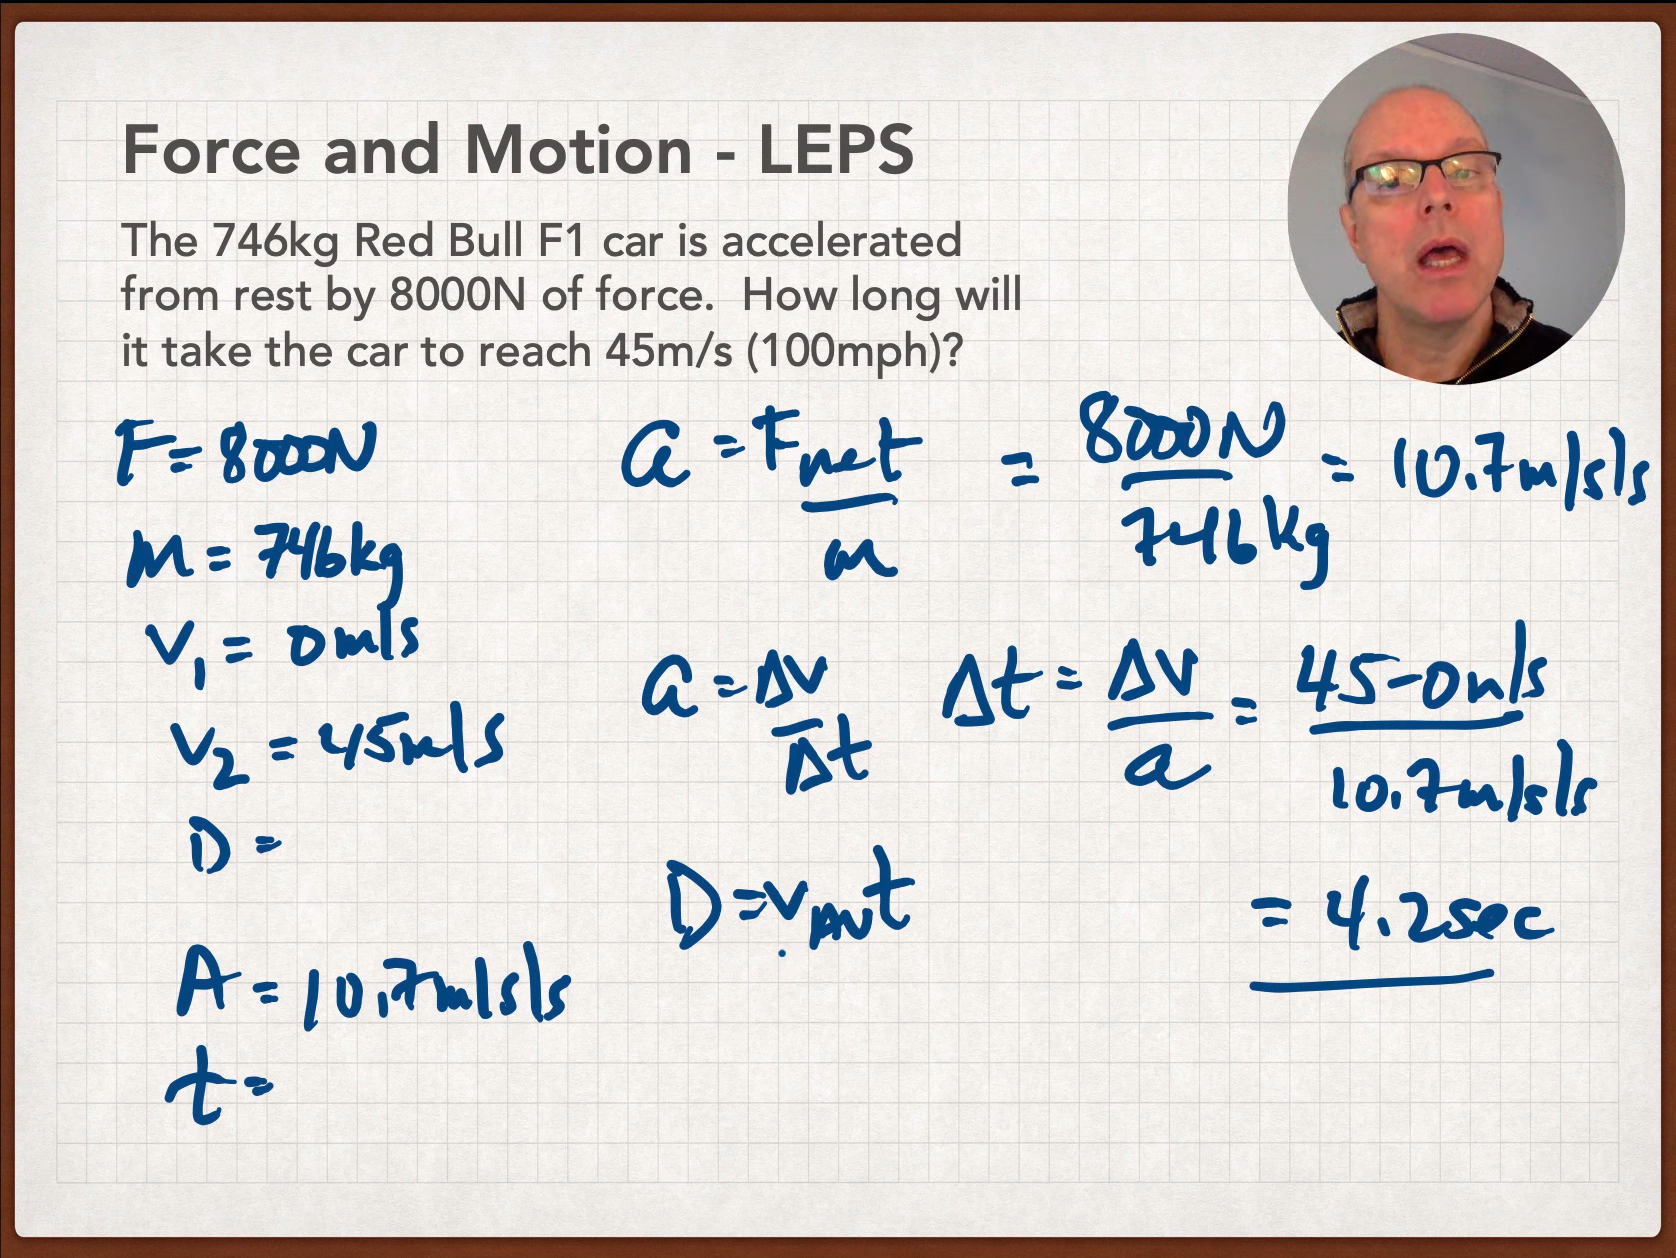 Force and Motion - LEPS
The 746kg Red Bull F1 car is accelerated
from rest by 8000N of force. How long will
it take the car to reach 45m/s (100mph)?
F = 8000N
m = 746kg
V1 = 0m/s
V2 = 45m/s
D =
A = 10.7m/s/s
t =
a = Fnet / m = 8000N / 746kg = 10.7m/s/s
a = ΔV / Δt
Δt = ΔV / a = 45-0m/s / 10.7m/s/s
= 4.2sec
D = VAVt